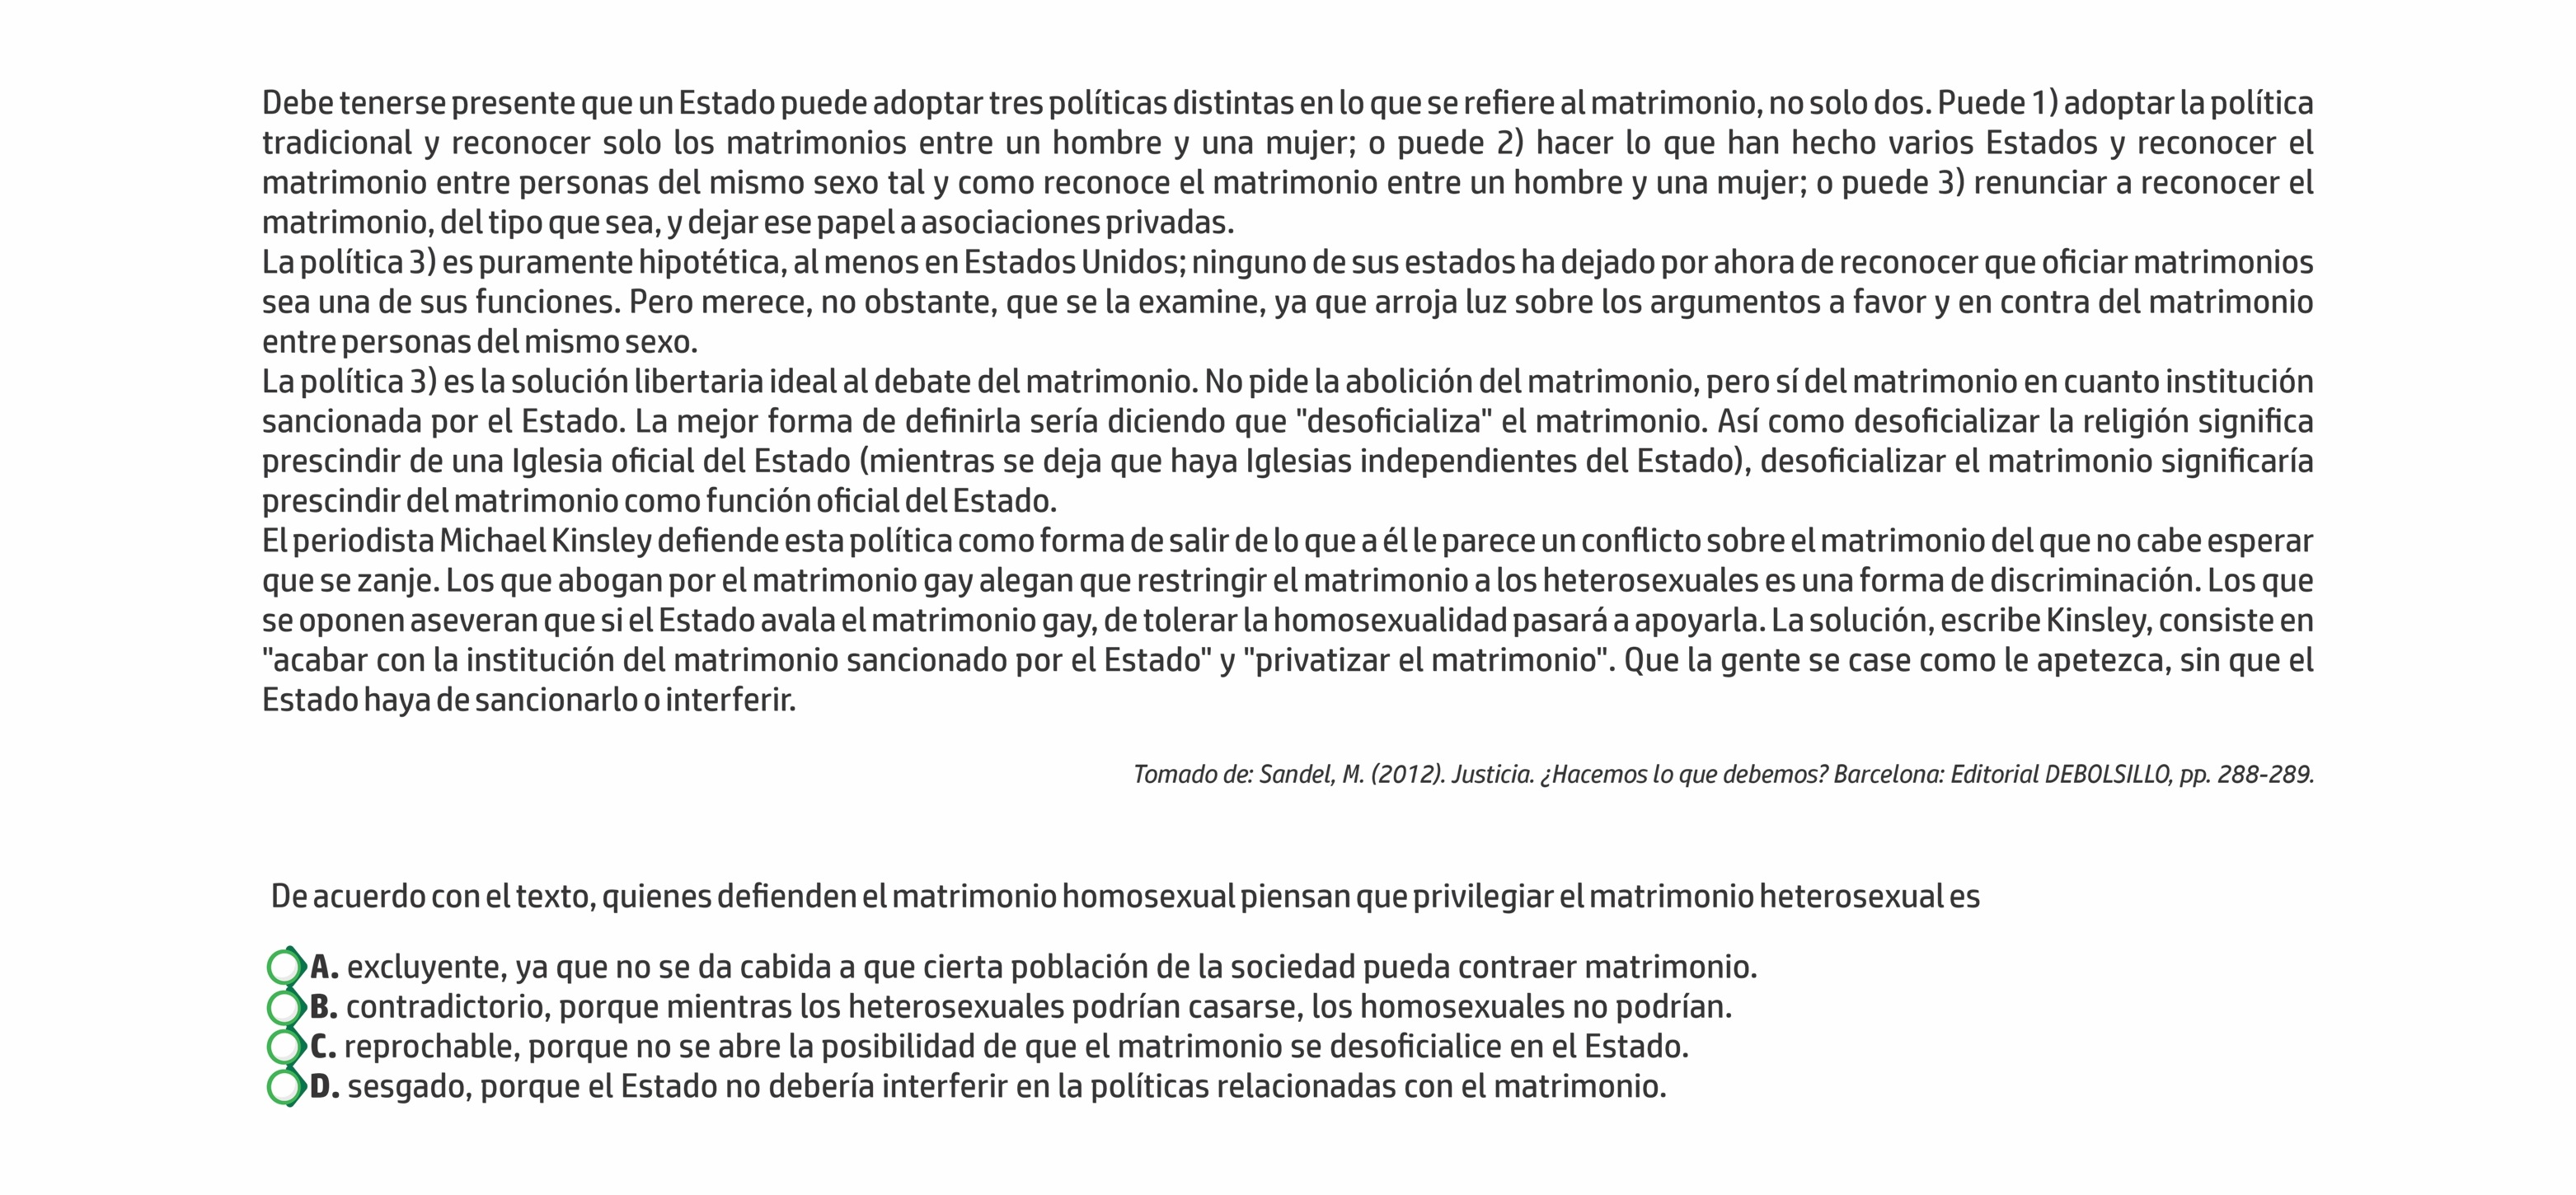 Debe tenerse presente que un Estado puede adoptar tres políticas distintas en lo que se refiere al matrimonio, no solo dos. Puede 1) adoptar la política
tradicional y reconocer solo los matrimonios entre un hombre y una mujer; o puede 2) hacer lo que han hecho varios Estados y reconocer el
matrimonio entre personas del mismo sexo tal y como reconoce el matrimonio entre un hombre y una mujer; o puede 3) renunciar a reconocer el
matrimonio, del tipo que sea, y dejar ese papel a asociaciones privadas.
La política 3) es puramente hipotética, al menos en Estados Unidos; ninguno de sus estados ha dejado por ahora de reconocer que oficiar matrimonios
sea una de sus funciones. Pero merece, no obstante, que se la examine, ya que arroja luz sobre los argumentos a favor y en contra del matrimonio
entre personas del mismo sexo.
La política 3) es la solución libertaria ideal al debate del matrimonio. No pide la abolición del matrimonio, pero sí del matrimonio en cuanto institución
sancionada por el Estado. La mejor forma de definirla sería diciendo que "desoficializa" el matrimonio. Así como desoficializar la religión significa
prescindir de una Iglesia oficial del Estado (mientras se deja que haya Iglesias independientes del Estado), desoficializar el matrimonio significaría
prescindir del matrimonio como función oficial del Estado.
El periodista Michael Kinsley defiende esta política como forma de salir de lo que a él le parece un conflicto sobre el matrimonio del que no cabe esperar
que se zanje. Los que abogan por el matrimonio gay alegan que restringir el matrimonio a los heterosexuales es una forma de discriminación. Los que
se oponen aseveran que si el Estado avala el matrimonio gay, de tolerar la homosexualidad pasará a apoyarla. La solución, escribe Kinsley, consiste en
"acabar con la institución del matrimonio sancionado por el Estado" y "privatizar el matrimonio". Que la gente se case como le apetezca, sin que el
Estado haya de sancionarlo o interferir.
Tomado de: Sandel, M. (2012). Justicia. ¿Hacemos lo que debemos? Barcelona: Editorial DEBOLSILLO, pp. 288-289.
De acuerdo con el texto, quienes defienden el matrimonio homosexual piensan que privilegiar el matrimonio heterosexual es
A. excluyente, ya que no se da cabida a que cierta población de la sociedad pueda contraer matrimonio.
B. contradictorio, porque mientras los heterosexuales podrían casarse, los homosexuales no podrían.
C. reprochable, porque no se abre la posibilidad de que el matrimonio se desoficialice en el Estado.
D. sesgado, porque el Estado no debería interferir en la políticas relacionadas con el matrimonio.